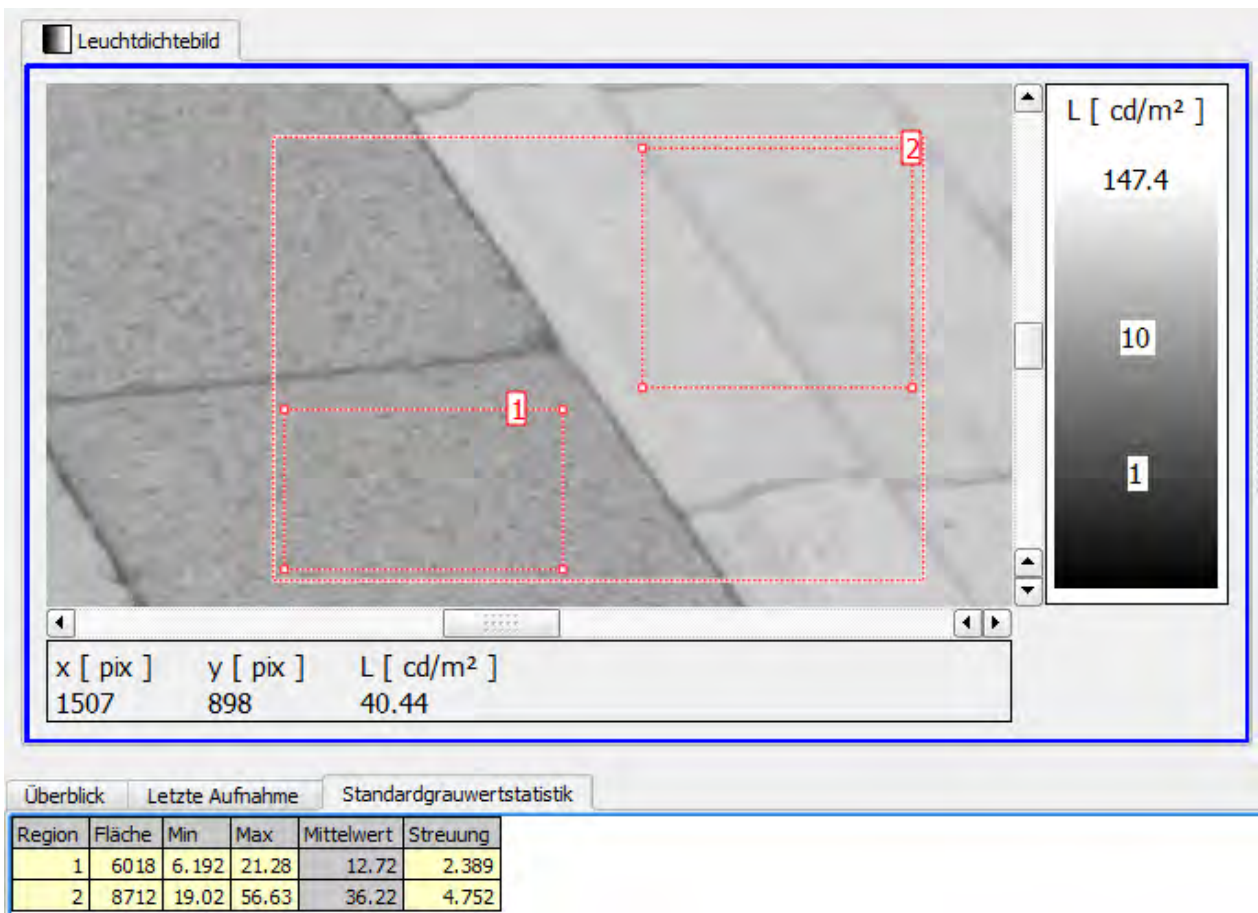 Leuchtdichtebild
L [ cd/m² ]
147.4
2
10
1
1
x [ pix ] y [ pix ] L [ cd/m² ]
1507 898 40.44
Überblick Letzte Aufnahme Standardgrauwertstatistik
Region Fläche Min Max Mittelwert Streuung
1 6018 6.192 21.28 12.72 2.389
2 8712 19.02 56.63 36.22 4.752